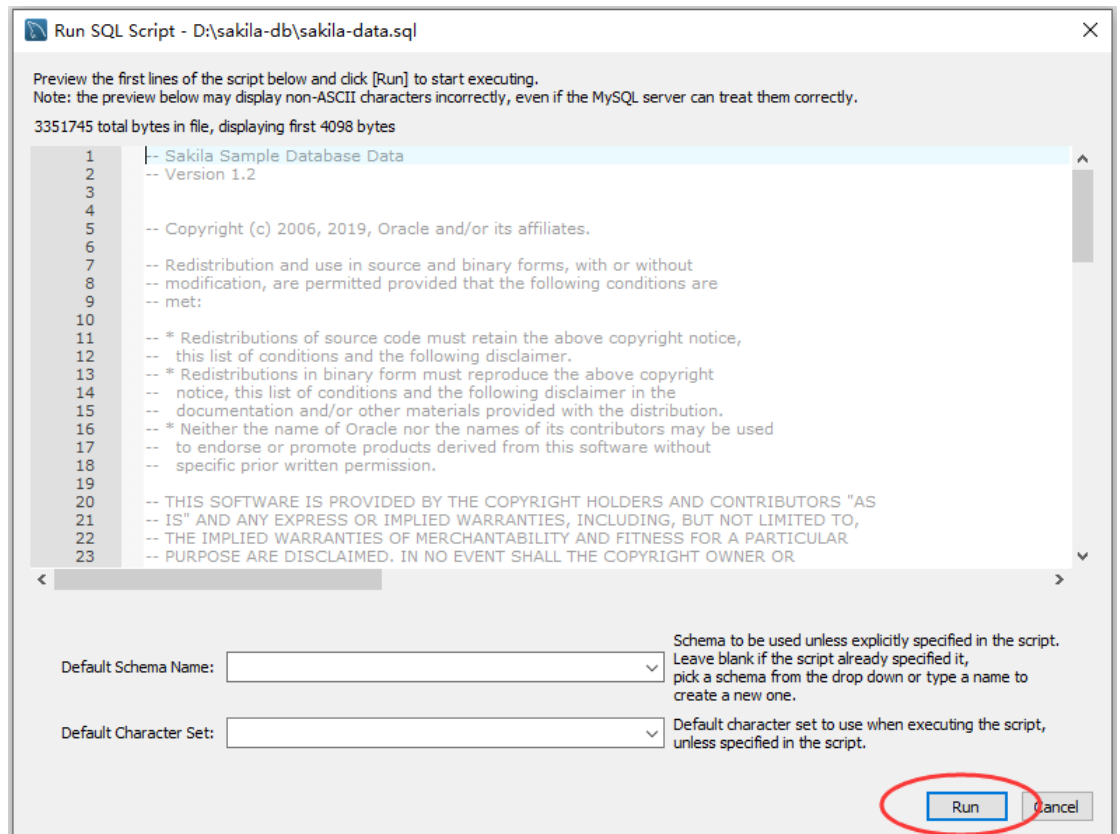 Run SQL Script - D:\sakila-db\sakila-data.sql
Preview the first lines of the script below and click [Run] to start executing.
Note: the preview below may display non-ASCII characters incorrectly, even if the MySQL server can treat them correctly.
3351745 total bytes in file, displaying first 4098 bytes
1 -- Sakila Sample Database Data
2 -- Version 1.2
3
4
5 -- Copyright (c) 2006, 2019, Oracle and/or its affiliates.
6
7 -- Redistribution and use in source and binary forms, with or without
8 -- modification, are permitted provided that the following conditions are
9 -- met:
10
11 -- * Redistributions of source code must retain the above copyright notice,
12 -- this list of conditions and the following disclaimer.
13 -- * Redistributions in binary form must reproduce the above copyright
14 -- notice, this list of conditions and the following disclaimer in the
15 -- documentation and/or other materials provided with the distribution.
16 -- * Neither the name of Oracle nor the names of its contributors may be used
17 -- to endorse or promote products derived from this software without
18 -- specific prior written permission.
19
20 -- THIS SOFTWARE IS PROVIDED BY THE COPYRIGHT HOLDERS AND CONTRIBUTORS "AS
21 -- IS" AND ANY EXPRESS OR IMPLIED WARRANTIES, INCLUDING, BUT NOT LIMITED TO,
22 -- THE IMPLIED WARRANTIES OF MERCHANTABILITY AND FITNESS FOR A PARTICULAR
23 -- PURPOSE ARE DISCLAIMED. IN NO EVENT SHALL THE COPYRIGHT OWNER OR
Default Schema Name:
Schema to be used unless explicitly specified in the script.
Leave blank if the script already specified it,
pick a schema from the drop down or type a name to
create a new one.
Default Character Set:
Default character set to use when executing the script,
unless specified in the script.
Run
Cancel